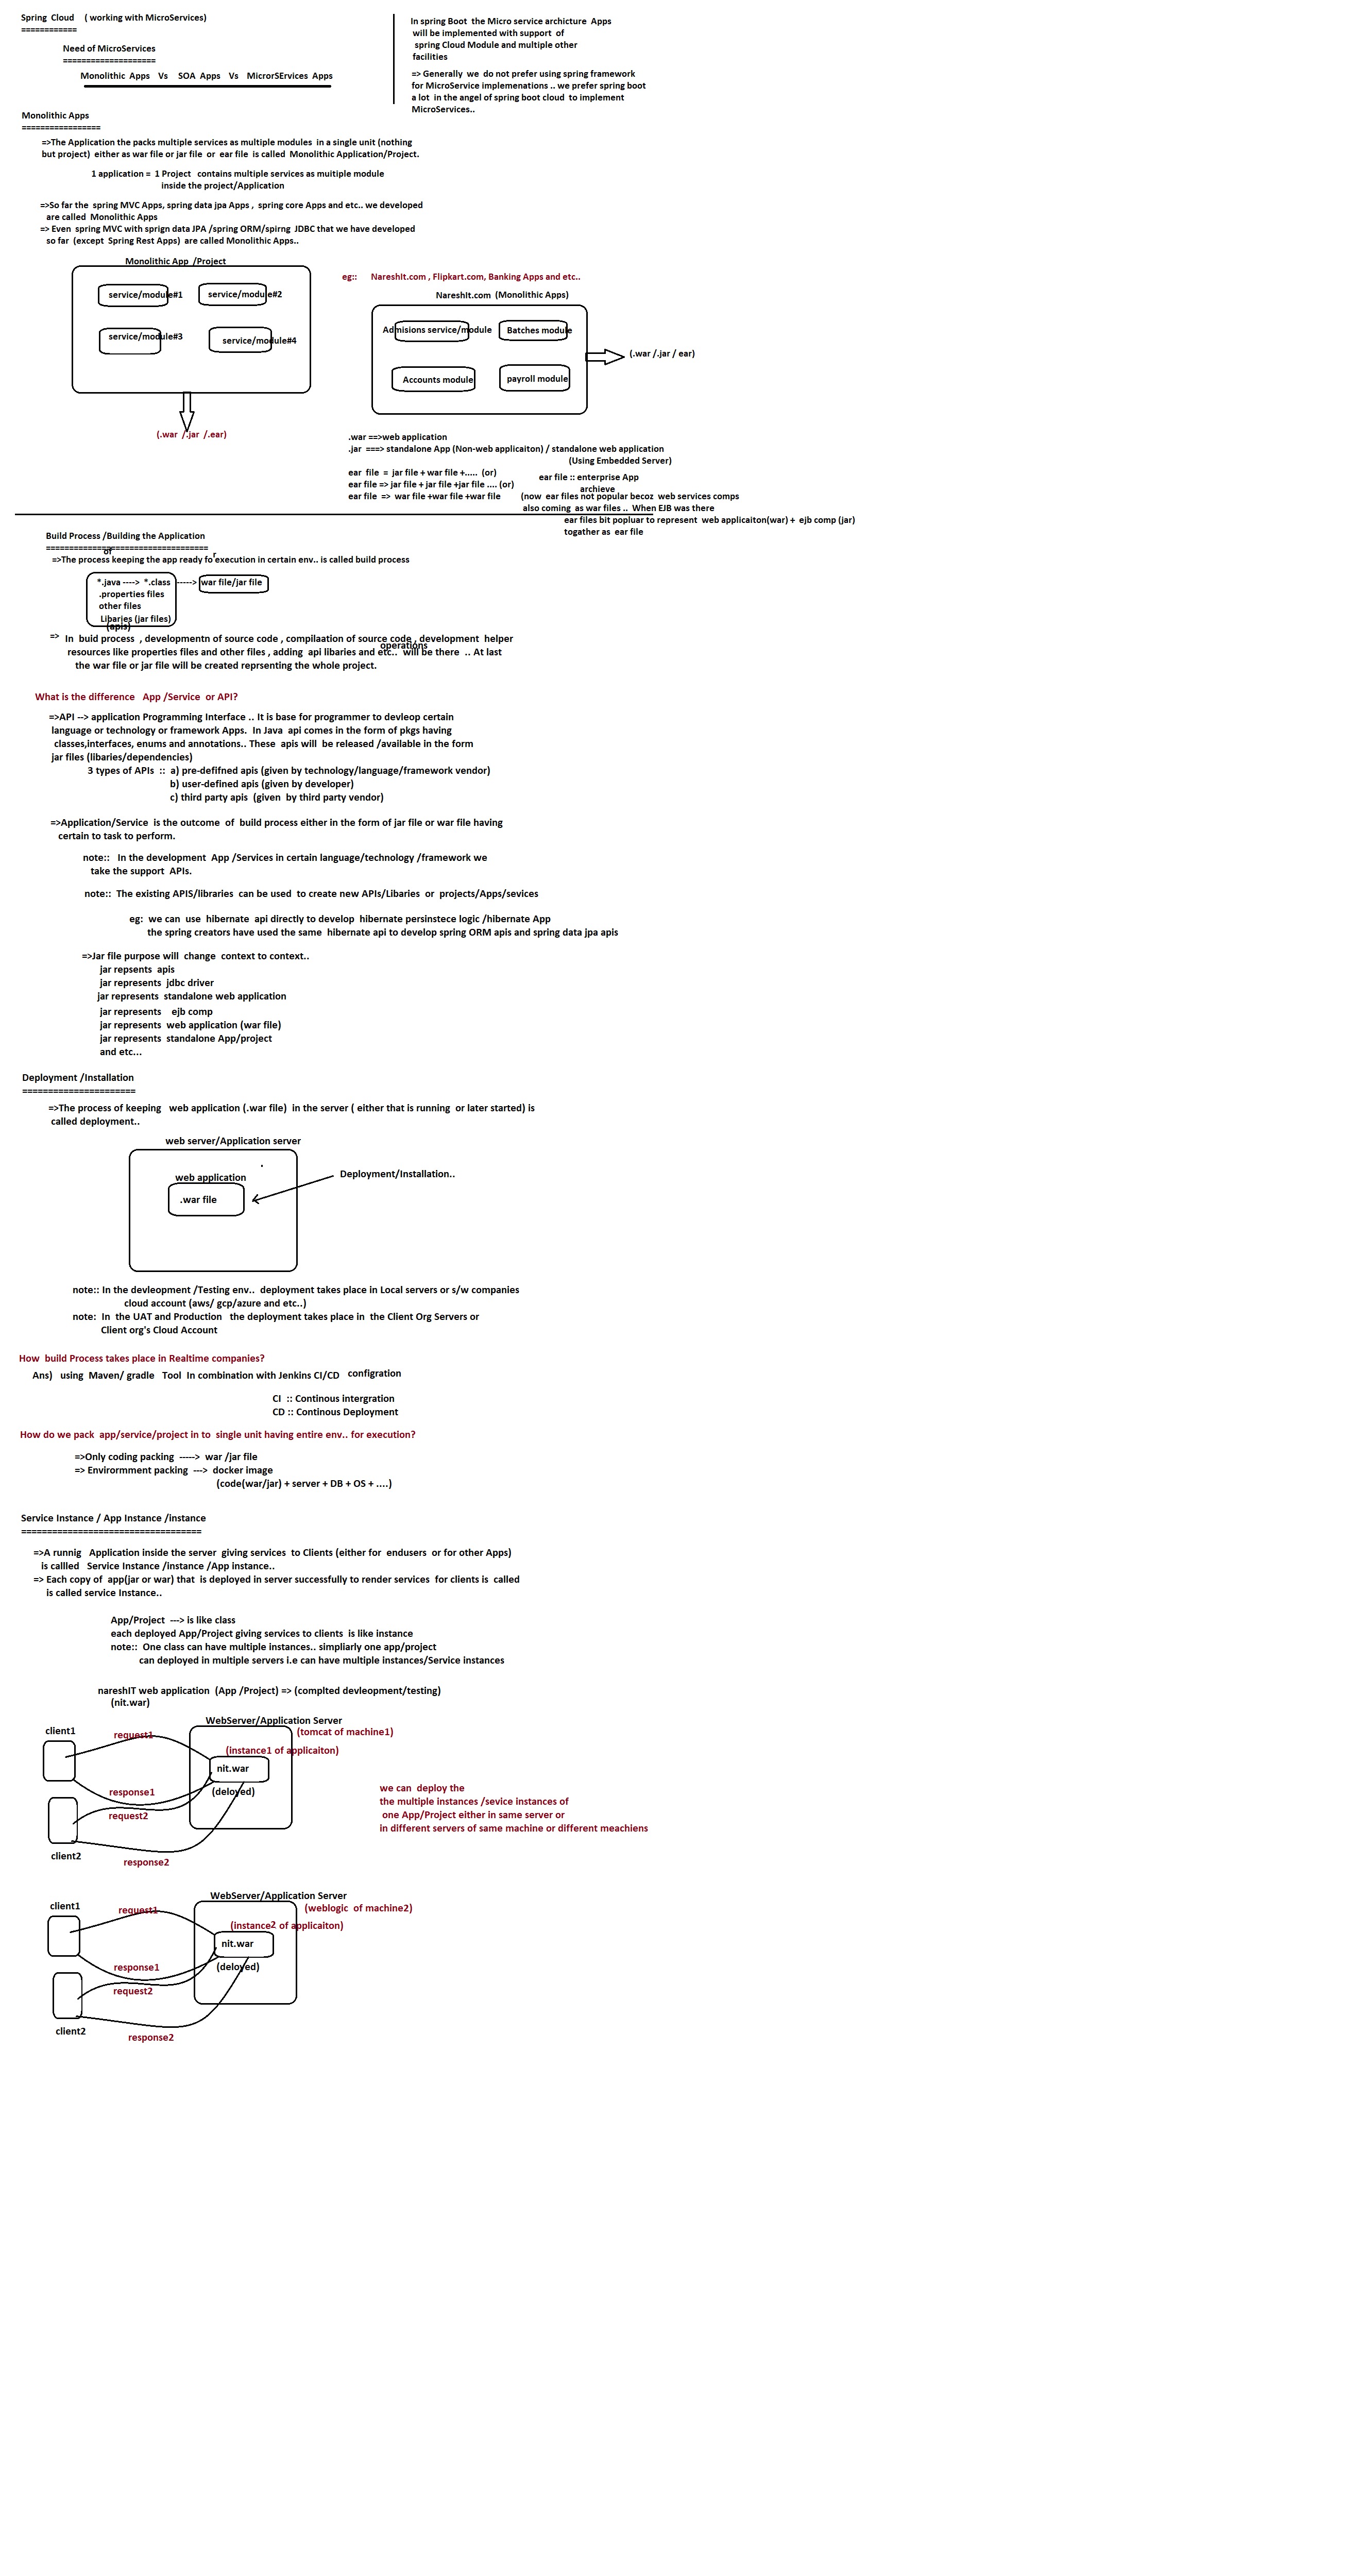 Spring Cloud ( working with MicroServices)
============
Need of MicroServices
====================
Monolithic Apps Vs SOA Apps Vs MicrorSErvices Apps
In spring Boot the Micro service archicture Apps
will be implemented with support of
spring Cloud Module and multiple other
facilities
=> Generally we do not prefer using spring framework
for MicroService implemenations .. we prefer spring boot
a lot in the angel of spring boot cloud to implement
MicroServices..
Monolithic Apps
=================
=>The Application the packs multiple services as multiple modules in a single unit (nothing
but project) either as war file or jar file or ear file is called Monolithic Application/Project.
1 application = 1 Project contains multiple services as muitiple module
inside the project/Application
=>So far the spring MVC Apps, spring data jpa Apps , spring core Apps and etc.. we developed
are called Monolithic Apps
=> Even spring MVC with sprign data JPA /spring ORM/spirng JDBC that we have developed
so far (except Spring Rest Apps) are called Monolithic Apps..
Monolithic App /Project
service/module#1
service/module#2
service/module#3
service/module#4
(.war /.jar /.ear)
eg:: NareshIt.com , Flipkart.com, Banking Apps and etc..
NareshIt.com (Monolithic Apps)
Admisions service/module
Batches module
Accounts module
payroll module
(.war /.jar / ear)
.war ==>web application
.jar ===> standalone App (Non-web applicaiton) / standalone web application
(Using Embedded Server)
ear file = jar file + war file +..... (or)
ear file => jar file + jar file +jar file .... (or)
ear file => war file +war file +war file
ear file :: enterprise App
achieve
(now ear files not popular becoz web services comps
also coming as war files .. When EJB was there
ear files bit popluar to represent web applicaiton(war) + ejb comp (jar)
togather as ear file
Build Process /Building the Application
===================================
of
r
=>The process keeping the app ready fo execution in certain env.. is called build process
*.java ----> *.class -----> war file/jar file
.properties files
other files
Libaries (jar files)
(apis)
=> In buid process , developmentn of source code , compilaation of source code , development helper
operations
resources like properties files and other files , adding api libaries and etc.. will be there .. At last
the war file or jar file will be created reprsenting the whole project.
What is the difference App /Service or API?
=>API --> application Programming Interface .. It is base for programmer to devleop certain
language or technology or framework Apps. In Java api comes in the form of pkgs having
classes,interfaces, enums and annotations.. These apis will be released /available in the form
jar files (libaries/dependencies)
3 types of APIs :: a) pre-defifned apis (given by technology/language/framework vendor)
b) user-defifned apis (given by developer)
c) third party apis (given by third party vendor)
=>Application/Service is the outcome of build process either in the form of jar file or war file having
certain to task to perform.
note:: In the development App /Services in certain language/technology /framework we
take the support APIs.
note:: The existing APIS/libraries can be used to create new APIs/Libaries or projects/Apps/sevices
eg: we can use hibernate api directly to develop hibernate persinstece logic /hibernate App
the spring creators have used the same hibernate api to develop spring ORM apis and spring data jpa apis
=>Jar file purpose will change context to context..
jar repsents apis
jar represents jdbc driver
jar represents standalone web application
jar represents ejb comp
jar represents web application (war file)
jar represents standalone App/project
and etc...
Deployment /Installation
======================
=>The process of keeping web application (.war file) in the server ( either that is running or later started) is
called deployment..
web server/Application server
web application
.war file
Deployment/Installation..
note:: In the devleopment /Testing env.. deployment takes place in Local servers or s/w companies
cloud account (aws/ gcp/azure and etc..)
note: In the UAT and Production the deployment takes place in the Client Org Servers or
Client org's Cloud Account
How build Process takes place in Realtime companies?
Ans) using Maven/ gradle Tool In combination with Jenkins CI/CD configration
CI :: Continous intergration
CD :: Continous Deployment
How do we pack app/service/project in to single unit having entire env.. for execution?
=>Only coding packing -----> war /jar file
=> Envirormment packing ---> docker image
(code(war/jar) + server + DB + OS + ....)
Service Instance / App Instance /instance
===================================
=>A runnig Application inside the server giving services to Clients (either for endusers or for other Apps)
is callled Service Instance /instance /App instance..
=> Each copy of app(jar or war) that is deployed in server successfully to render services for clients is called
is called service Instance..
App/Project ---> is like class
each deployed App/Project giving services to clients is like instance
note:: One class can have multiple instances.. simpliarly one app/project
can deployed in multiple servers i.e can have multiple instances/Service instances
nareshIT web application (App /Project) => (complted devleopment/testing)
(nit.war)
WebServer/Application Server
(tomcat of machine1)
client1
request1
(instance1 of applicaiton)
nit.war
(deloyed)
response1
request2
client2
response2
we can deploy the
the multiple instances /sevice instances of
one App/Project either in same server or
in different servers of same machine or different meachiens
WebServer/Application Server
(weblogic of machine2)
client1
request1
(instance2 of applicaiton)
nit.war
(deloyed)
response1
request2
client2
response2